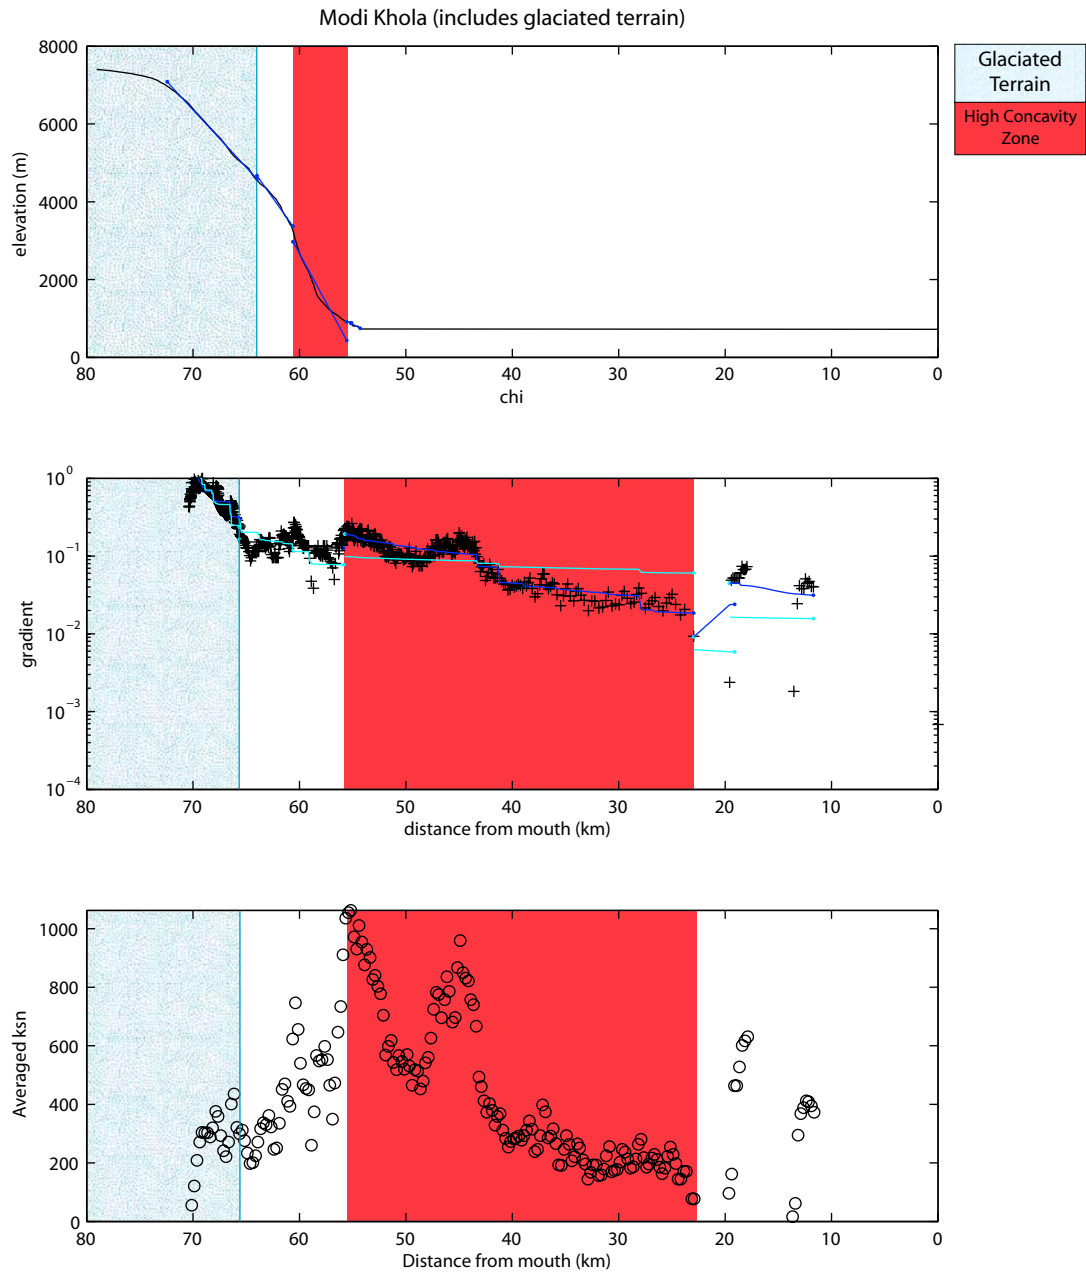 Modi Khola (includes glaciated terrain)
8000
6000
4000
2000
0
elevation (m)
80 70 60 50 40 30 20 10 0
chi
Glaciated
Terrain
High Concavity
Zone
10^0
10^-1
10^-2
10^-3
10^-4
gradient
80 70 60 50 40 30 20 10 0
distance from mouth (km)
1000
800
600
400
200
0
Averaged ksn
80 70 60 50 40 30 20 10 0
Distance from mouth (km)